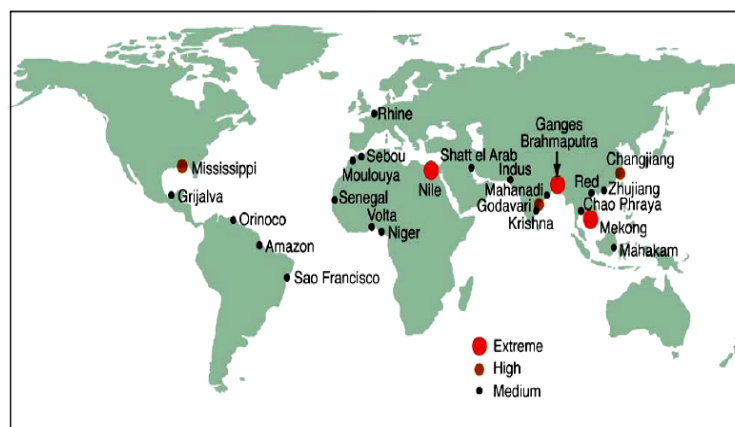 Rhine
Ganges
Brahmaputra
Changjiang
Sebou
Shatt el Arab
Moulouya
Indus
Mississippi
Nile
Mahanadi
Red
Zhujiang
Grijalva
Senegal
Godavari
Chao Phraya
Orinoco
Volta
Krishna
Niger
Mekong
Amazon
Mahakam
Sao Francisco
Extreme
High
Medium